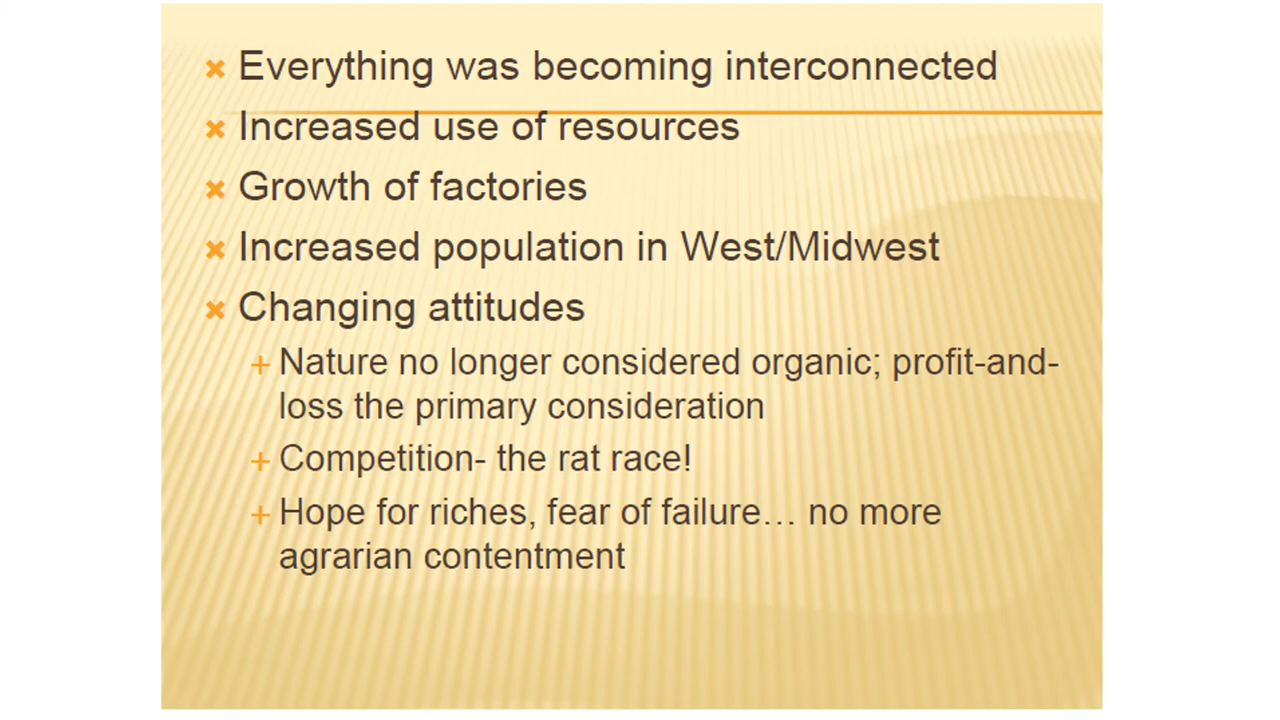 Everything was becoming interconnected
Increased use of resources
Growth of factories
Increased population in West/Midwest
Changing attitudes
Nature no longer considered organic; profit-and-
loss the primary consideration
Competition- the rat race!
Hope for riches, fear of failure… no more
agrarian contentment